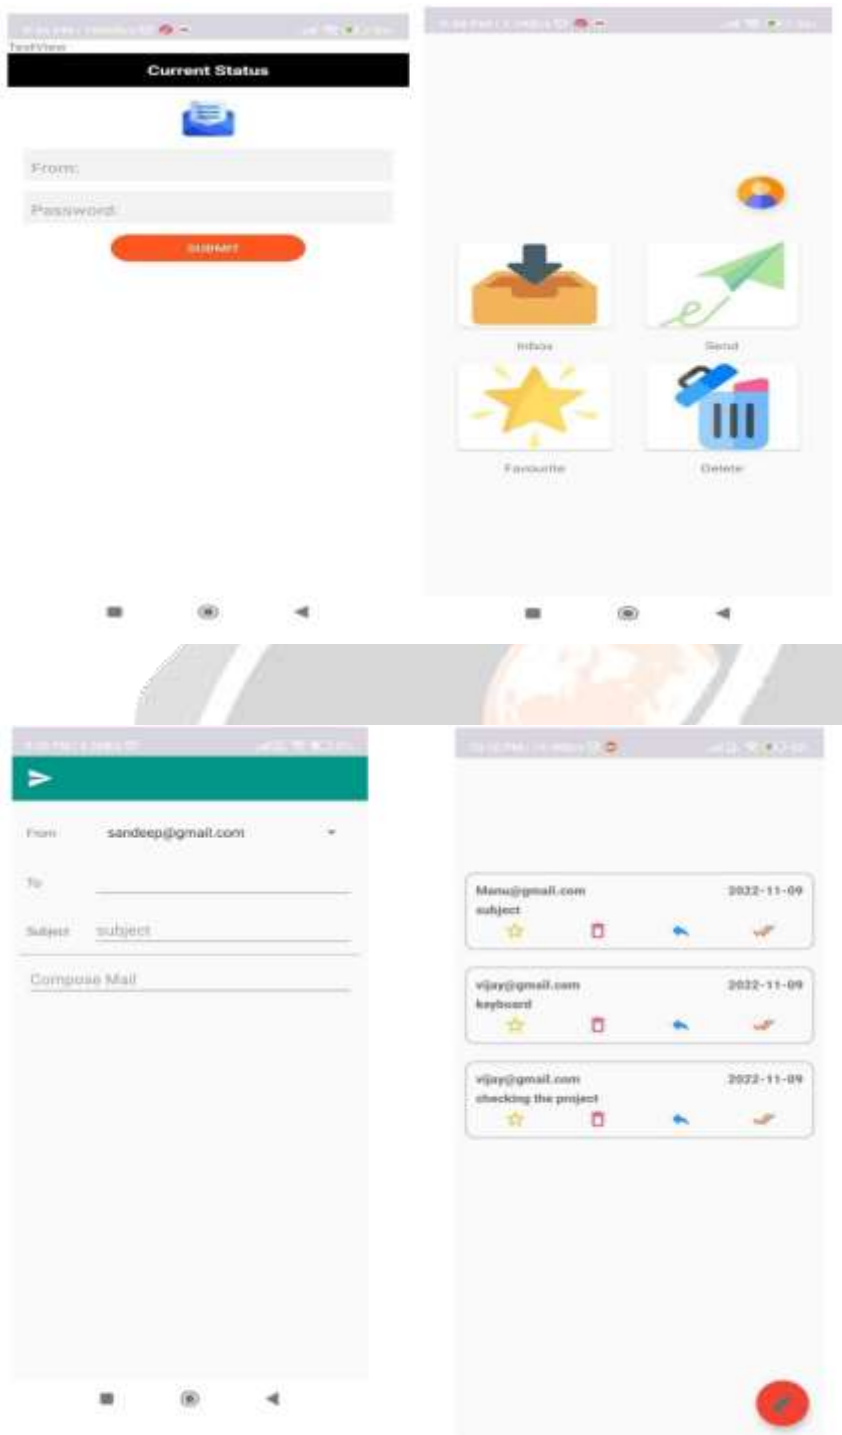 TextView
Current Status
From:
Password:
SUBMIT
Inbox
Send
Favourite
Delete
From
sandeep@gmail.com
To
Subject
subject
Compose Mail
Manu@gmail.com
2022-11-09
subject
vijay@gmail.com
2022-11-09
keyboard
vijay@gmail.com
2022-11-09
checking the project